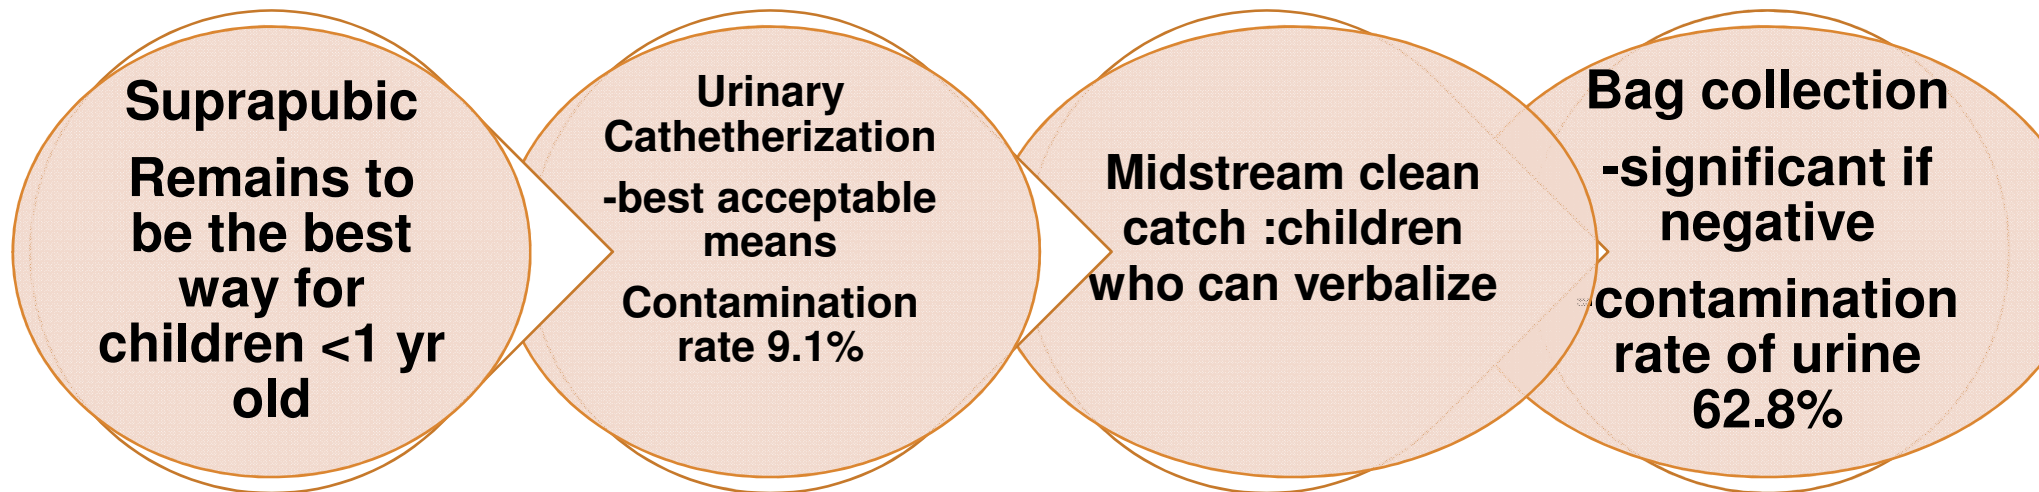 Suprapubic
Remains to
be the best
way for
children <1 yr
old
Urinary
Cathetherization
-best acceptable
means
Contamination
rate 9.1%
Midstream clean
catch :children
who can verbalize
Bag collection
-significant if
negative
-contamination
rate of urine
62.8%